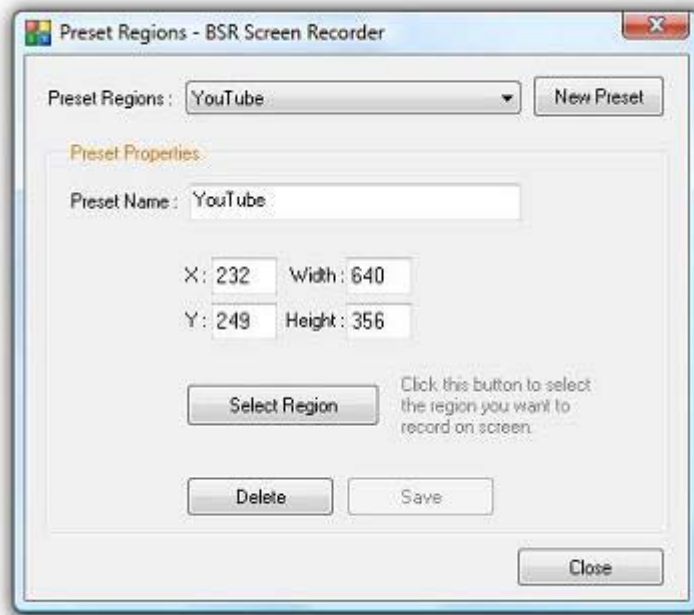 Preset Regions - BSR Screen Recorder
Preset Regions : YouTube New Preset
Preset Properties
Preset Name : YouTube
X : 232 Width : 640
Y : 249 Height : 356
Select Region
Click this button to select
the region you want to
record on screen.
Delete Save
Close